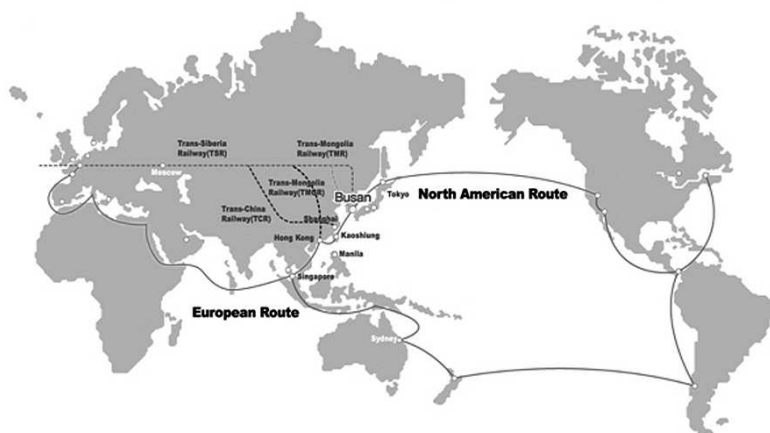 Trans-Siberia
Railway(TSR)
Trans-Mongolia
Railway(TMR)
Moscow
Trans-Mongolia
Railway(TMGR)
Busan
Tokyo
North American Route
Trans-China
Railway(TCR)
Shanghai
Hong Kong
Kaoshiung
Manila
Singapore
European Route
Sydney